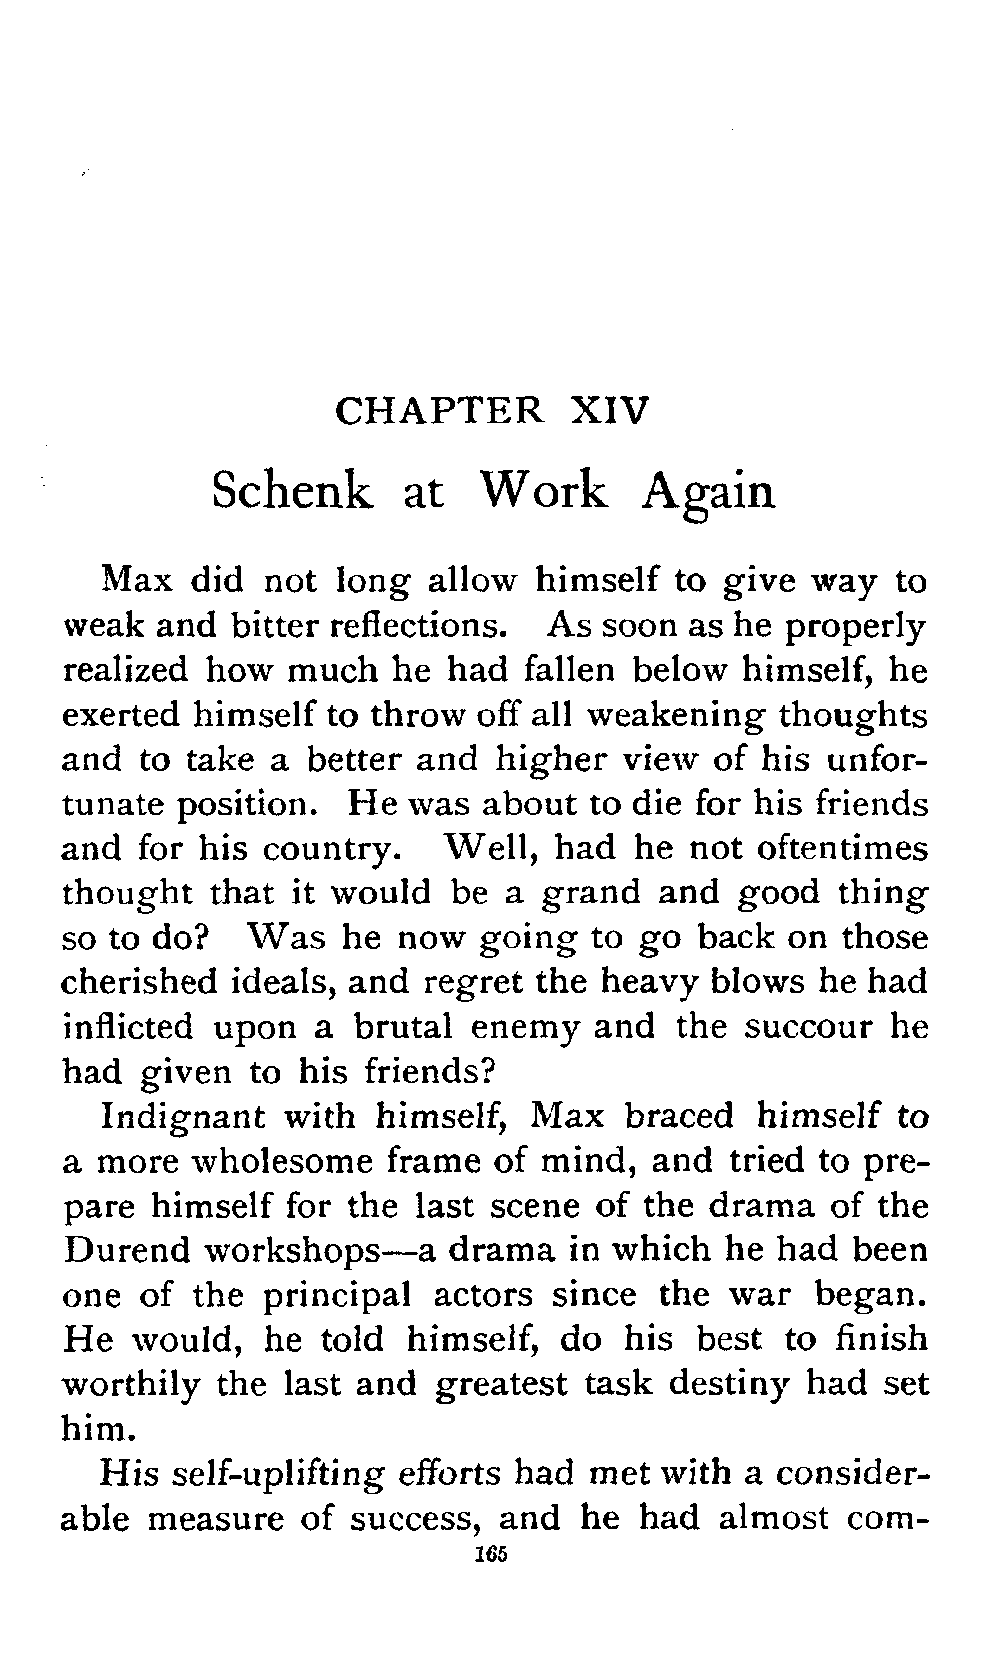 CHAPTER XIV
Schenk at Work Again
Max did not long allow himself to give way to
weak and bitter reflections. As soon as he properly
realized how much he had fallen below himself, he
exerted himself to throw off all weakening thoughts
and to take a better and higher view of his unfor-
tunate position. He was about to die for his friends
and for his country. Well, had he not oftentimes
thought that it would be a grand and good thing
so to do? Was he now going to go back on those
cherished ideals, and regret the heavy blows he had
inflicted upon a brutal enemy and the succour he
had given to his friends?
Indignant with himself, Max braced himself to
a more wholesome frame of mind, and tried to pre-
pare himself for the last scene of the drama of the
Durend workshops—a drama in which he had been
one of the principal actors since the war began.
He would, he told himself, do his best to finish
worthily the last and greatest task destiny had set
him.
His self-uplifting efforts had met with a consider-
able measure of success, and he had almost com-
165